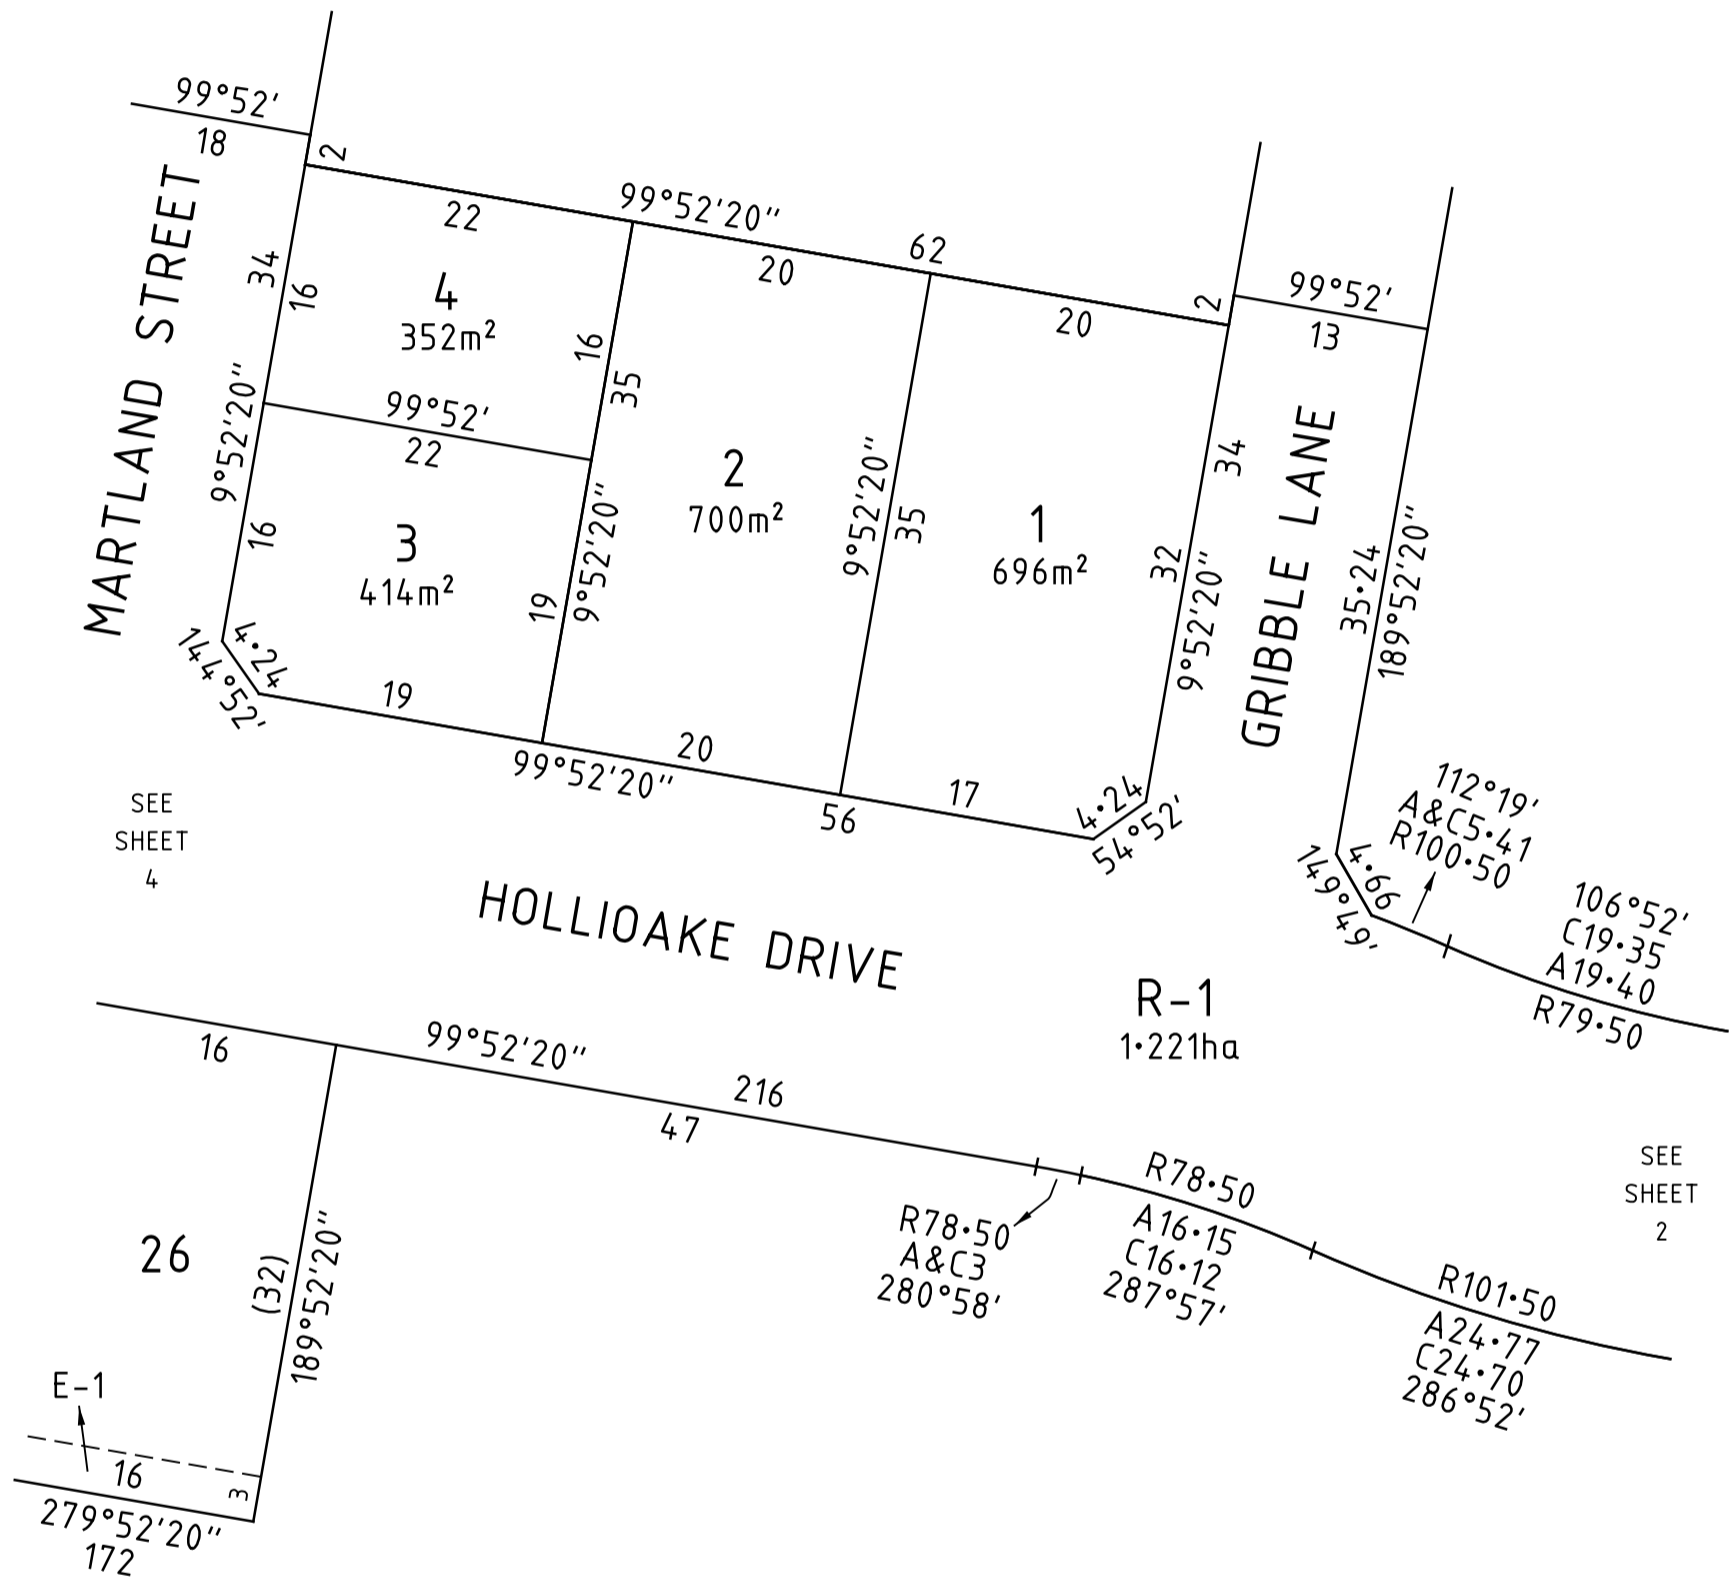 99°52'
18
2
MARTLAND STREET
34
16
9°52'20"
22
99°52'20"
62
20
20
2
99°52'
13
4
352m²
16
35
99°52'
22
3
414m²
16
19
9°52'20"
2
700m²
9°52'20"
35
1
696m²
34
32
9°52'20"
GRIBBLE LANE
35·24
189°52'20"
4·24
144°52'
19
99°52'20"
20
56
17
4·24
54°52'
4·66
149°49'
112°19'
A&C5·41
R100·50
106°52'
C19·35
A19·40
R79·50
SEE
SHEET
4
HOLLIOAKE DRIVE
R-1
1·221ha
16
99°52'20"
216
47
R78·50
A&C3
280°58'
R78·50
A16·15
C16·12
287°57'
R101·50
A24·77
C24·70
286°52'
SEE
SHEET
2
26
(32)
189°52'20"
E-1
16
3
279°52'20"
172